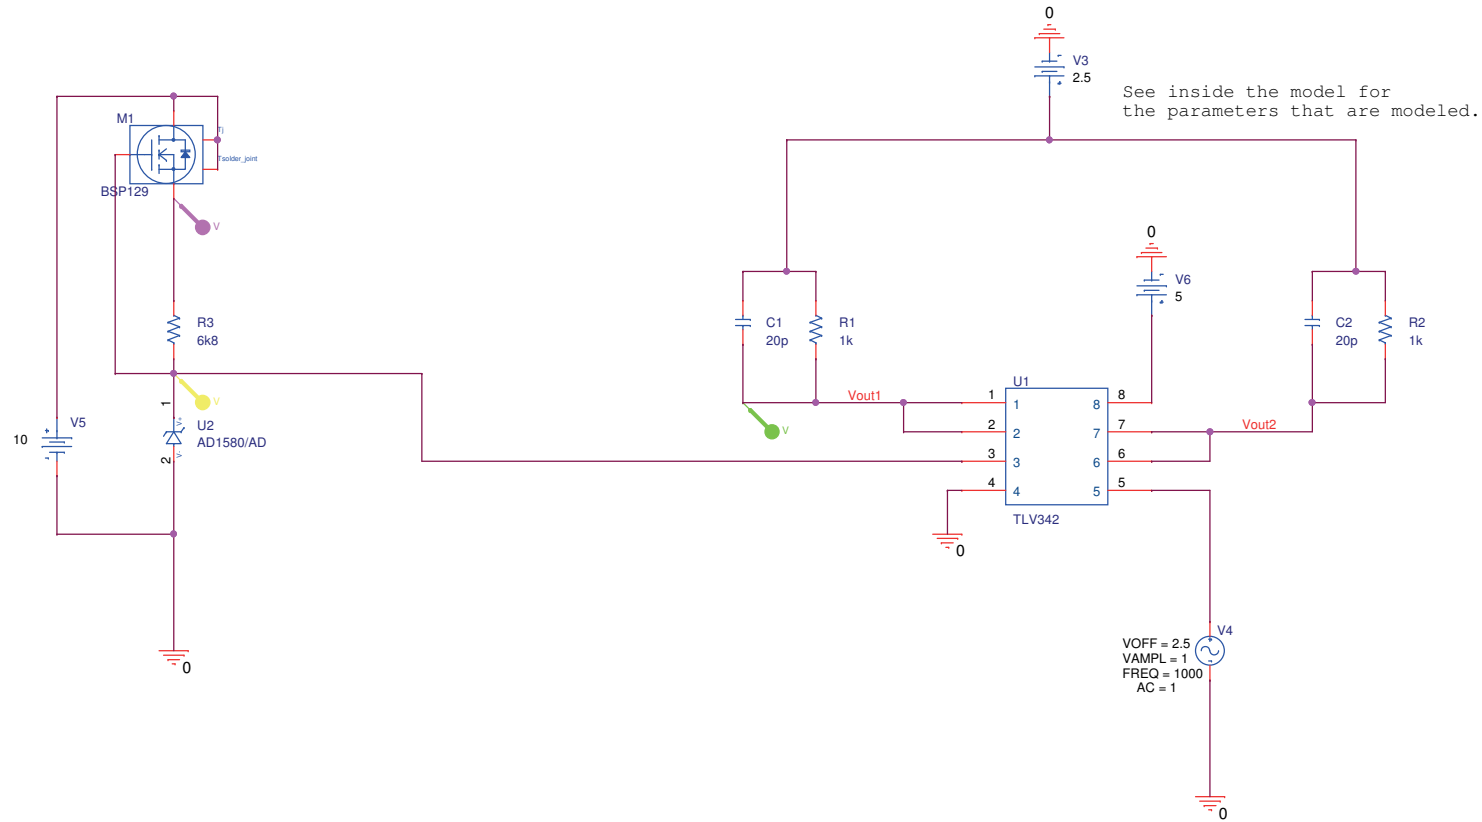 0
V3
2.5
See inside the model for
the parameters that are modeled.
M1
Tj
Tsolder_joint
BSP129
V
0
V6
5
R3
6k8
C1
20p
R1
1k
C2
20p
R2
1k
V
1
V+
U2
AD1580/AD
V-
2
V5
10
Vout1
V
U1
1 1 8 8
2 2 7 7
3 3 6 6
4 4 5 5
TLV342
Vout2
0
V4
VOFF = 2.5
VAMPL = 1
FREQ = 1000
AC = 1
0
0